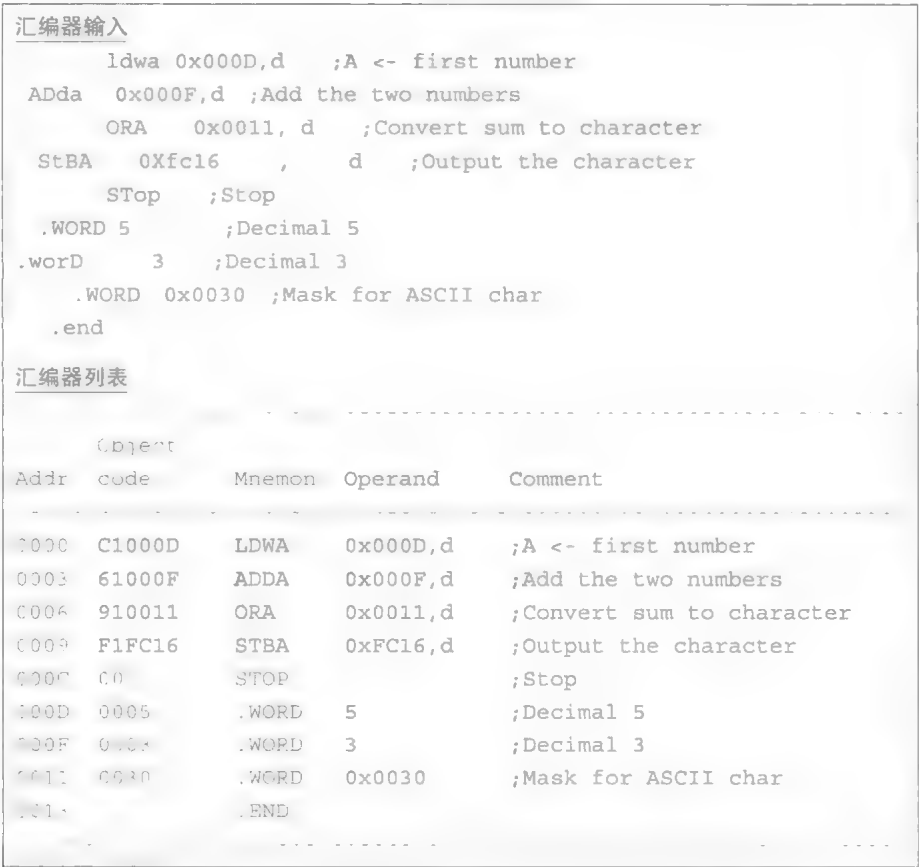 汇编器输入
ldwa 0x000D,d ;A <- first number
ADda 0x000F,d ;Add the two numbers
ORA 0x0011, d ;Convert sum to character
StBA 0Xfc16 , d ;Output the character
STop ;Stop
.WORD 5 ;Decimal 5
.worD 3 ;Decimal 3
.WORD 0x0030 ;Mask for ASCII char
.end
汇编器列表
Object
Addr code Mnemon Operand Comment
C1000D LDWA 0x000D,d ;A <- first number
0003 61000F ADDA 0x000F,d ;Add the two numbers
910011 ORA 0x0011,d ;Convert sum to character
0009 F1FC16 STBA 0xFC16,d ;Output the character
00 STOP ;Stop
000D 0005 .WORD 5 ;Decimal 5
.WORD 3 ;Decimal 3
.WORD 0x0030 ;Mask for ASCII char
.END